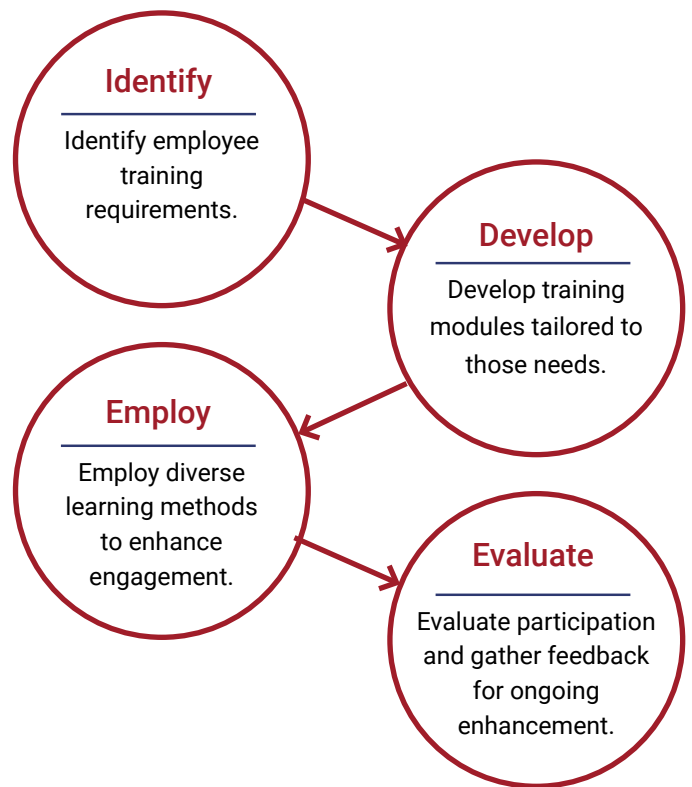 Identify
Identify employee
training
requirements.
Develop
Develop training
modules tailored to
those needs.
Employ
Employ diverse
learning methods
to enhance
engagement.
Evaluate
Evaluate participation
and gather feedback
for ongoing
enhancement.